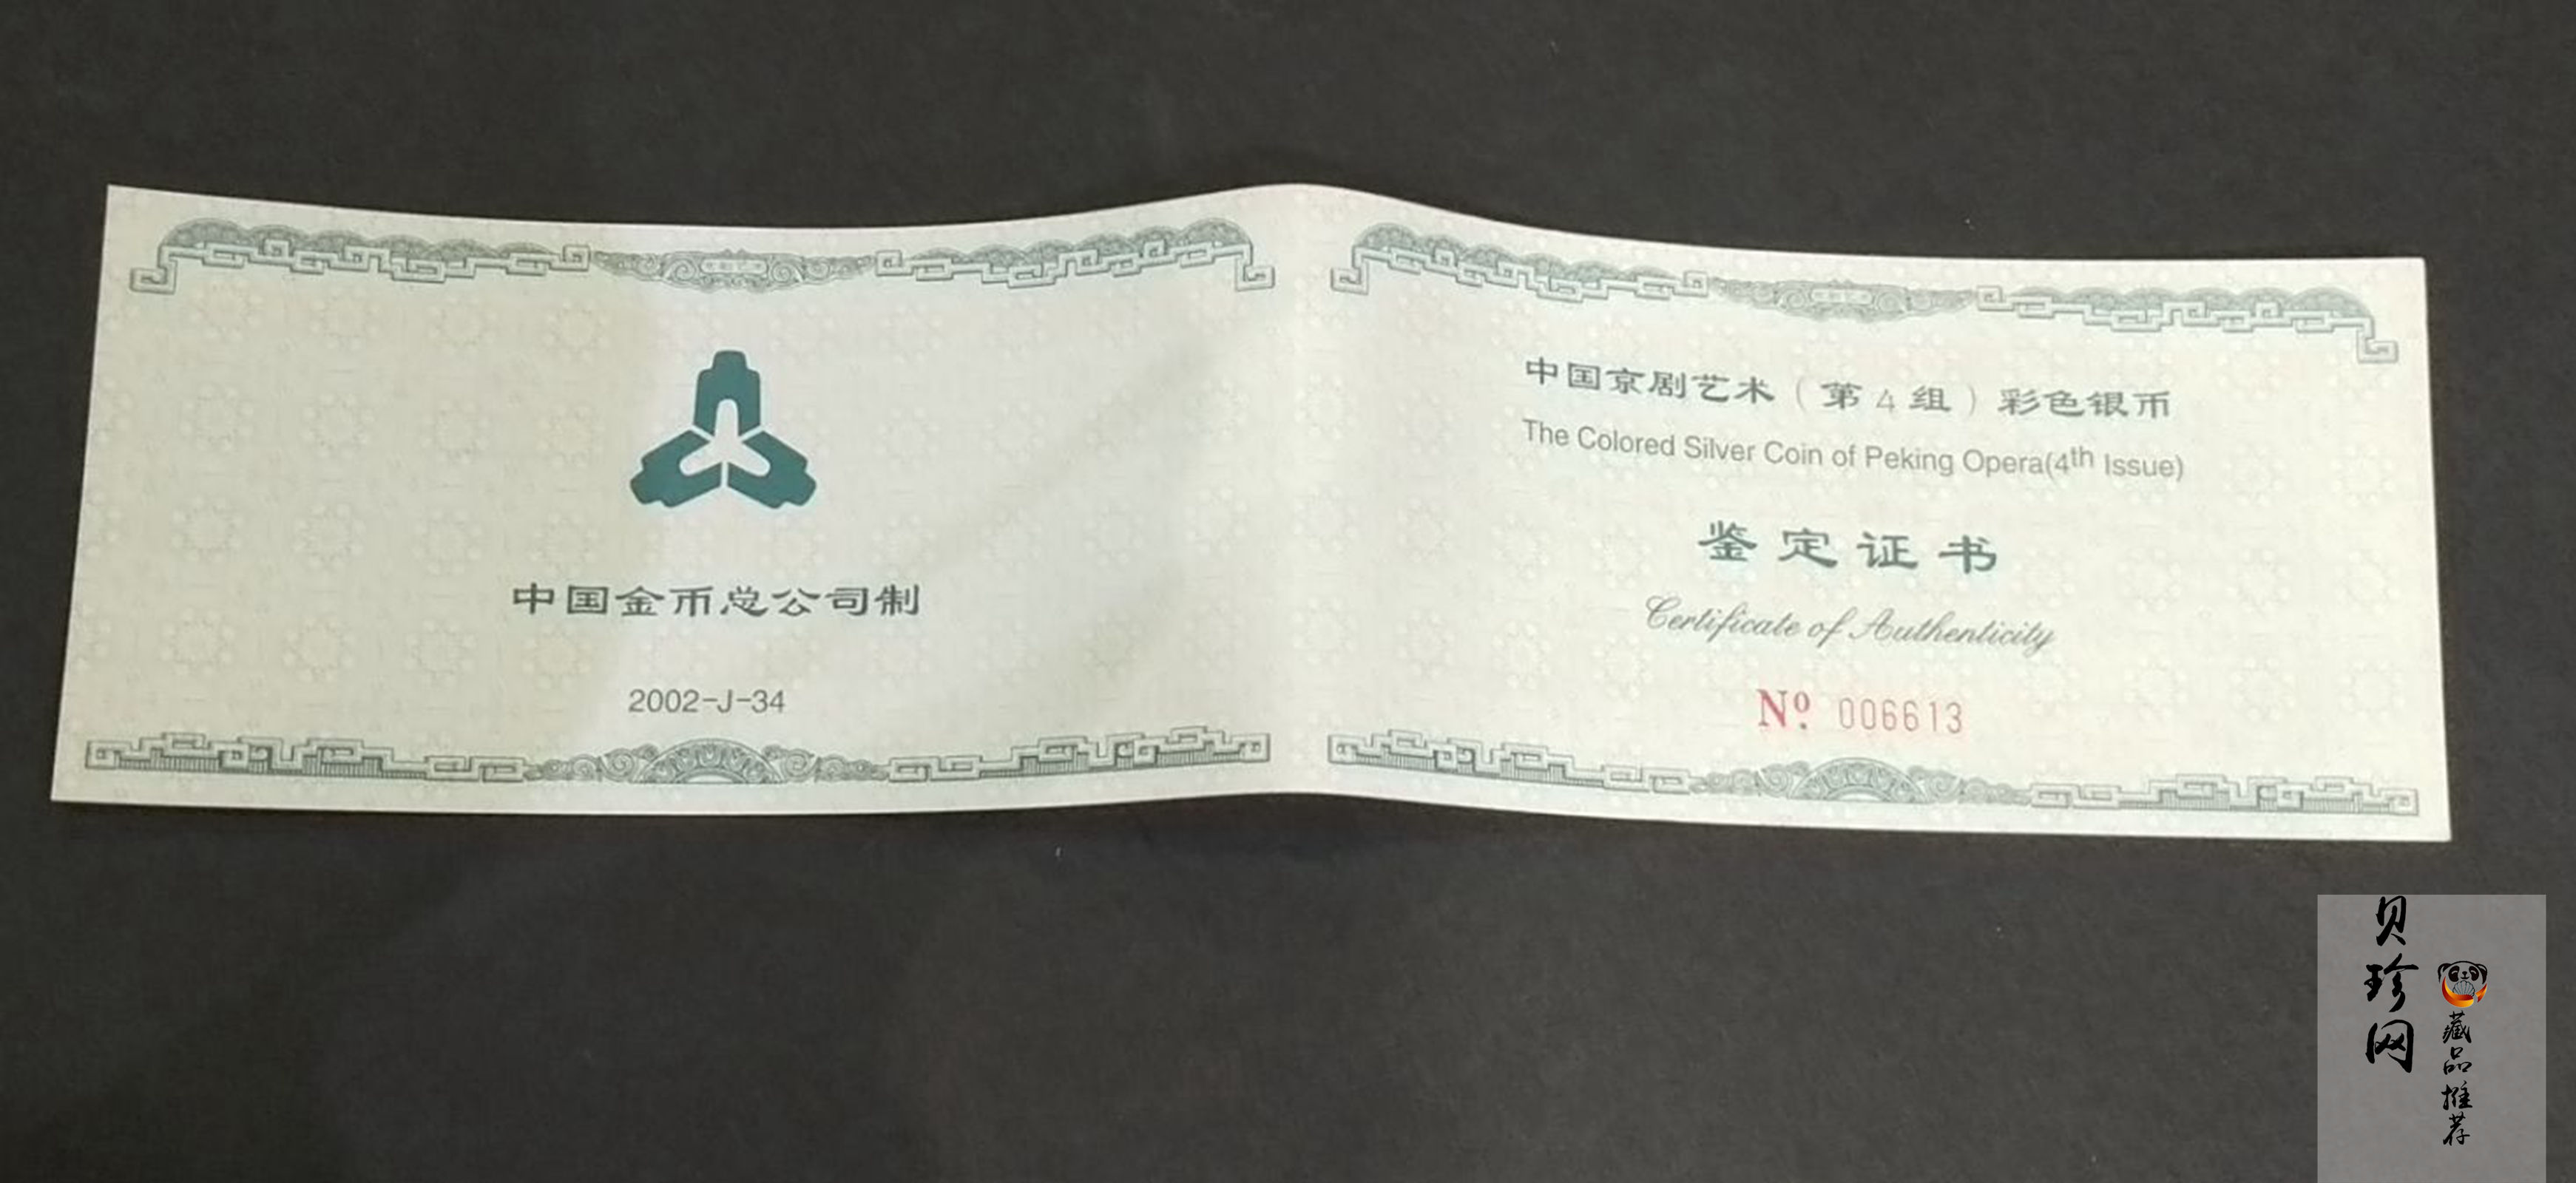 中国金币总公司制
2002-J-34
中国京剧艺术(第4组)彩色银币
The Colored Silver Coin of Peking Opera(4th Issue)
鉴定证书
Certificate of Authenticity
Nº 006613
贝珍网
藏品推荐